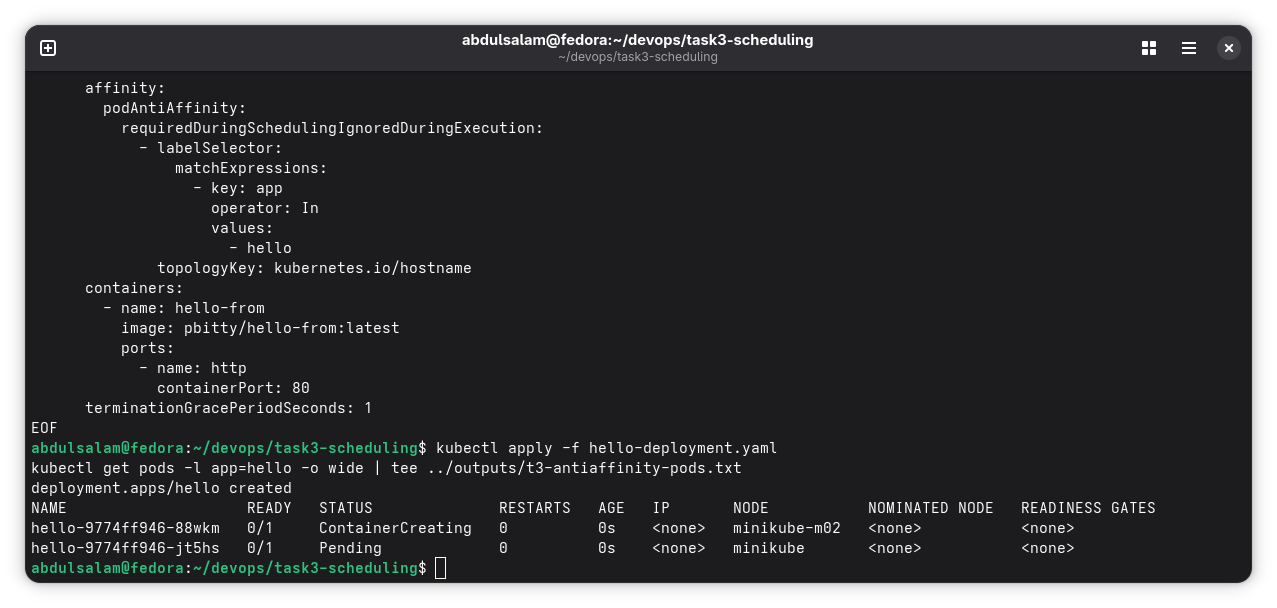 abdulsalam@fedora:~/devops/task3-scheduling
~/devops/task3-scheduling
      affinity:
        podAntiAffinity:
          requiredDuringSchedulingIgnoredDuringExecution:
            - labelSelector:
                matchExpressions:
                  - key: app
                    operator: In
                    values:
                      - hello
              topologyKey: kubernetes.io/hostname
      containers:
        - name: hello-from
          image: pbitty/hello-from:latest
          ports:
            - name: http
              containerPort: 80
      terminationGracePeriodSeconds: 1
EOF
abdulsalam@fedora:~/devops/task3-scheduling$ kubectl apply -f hello-deployment.yaml
kubectl get pods -l app=hello -o wide | tee ../outputs/t3-antiaffinity-pods.txt
deployment.apps/hello created
NAME                    READY   STATUS              RESTARTS   AGE   IP       NODE           NOMINATED NODE   READINESS GATES
hello-9774ff946-88wkm   0/1     ContainerCreating   0          0s    <none>   minikube-m02   <none>           <none>
hello-9774ff946-jt5hs   0/1     Pending             0          0s    <none>   minikube       <none>           <none>
abdulsalam@fedora:~/devops/task3-scheduling$